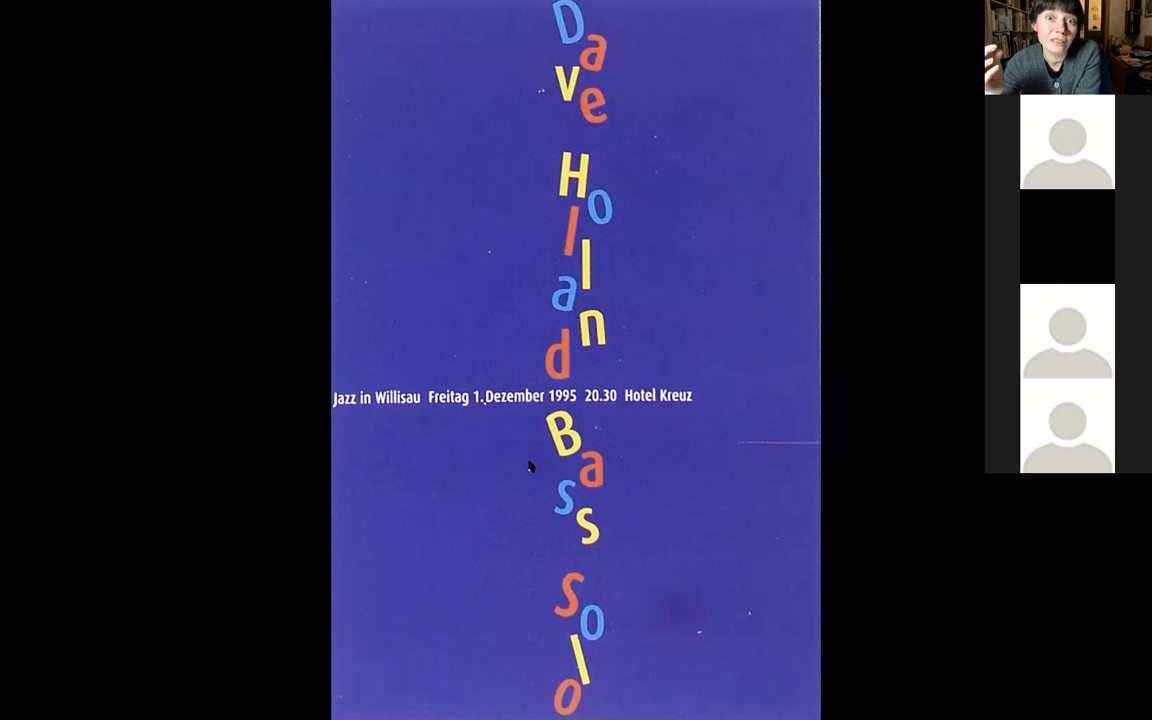 Dave
Holland
Jazz in Willisau Freitag 1. Dezember 1995 20.30 Hotel Kreuz
Bass
Solo